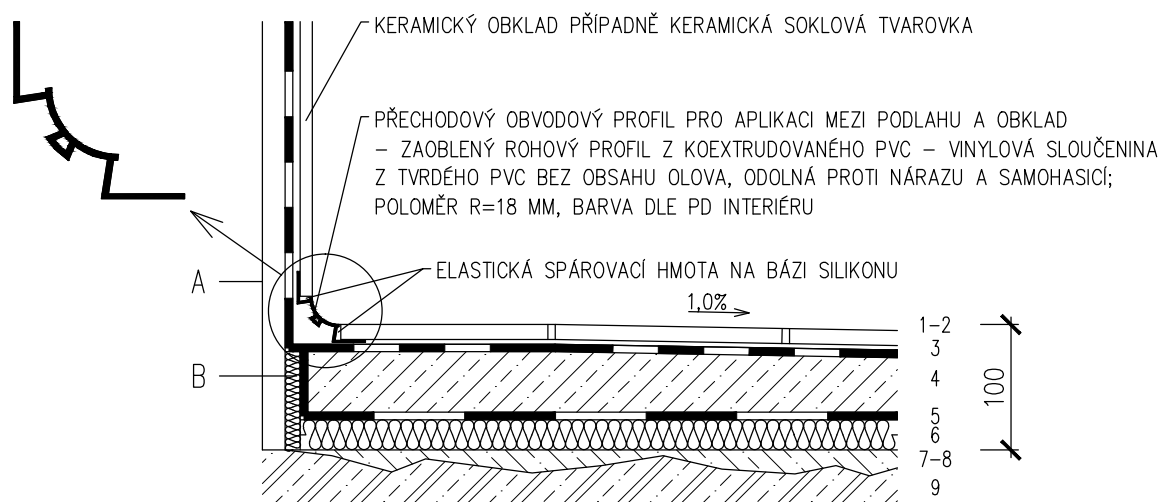 KERAMICKÝ OBKLAD PŘÍPADNĚ KERAMICKÁ SOKLOVÁ TVAROVKA
PŘECHODOVÝ OBVODOVÝ PROFIL PRO APLIKACI MEZI PODLAHU A OBKLAD
– ZAOBLENÝ ROHOVÝ PROFIL Z KOEXTRUDOVANÉHO PVC – VINYLOVÁ SLOUČENINA
Z TVRDÉHO PVC BEZ OBSAHU OLOVA, ODOLNÁ PROTI NÁRAZU A SAMOHASICÍ;
POLOMĚR R=18 MM, BARVA DLE PD INTERIÉRU
ELASTICKÁ SPÁROVACÍ HMOTA NA BÁZI SILIKONU
A
1,0%
1–2
3
B
4
100
5
6
7–8
9